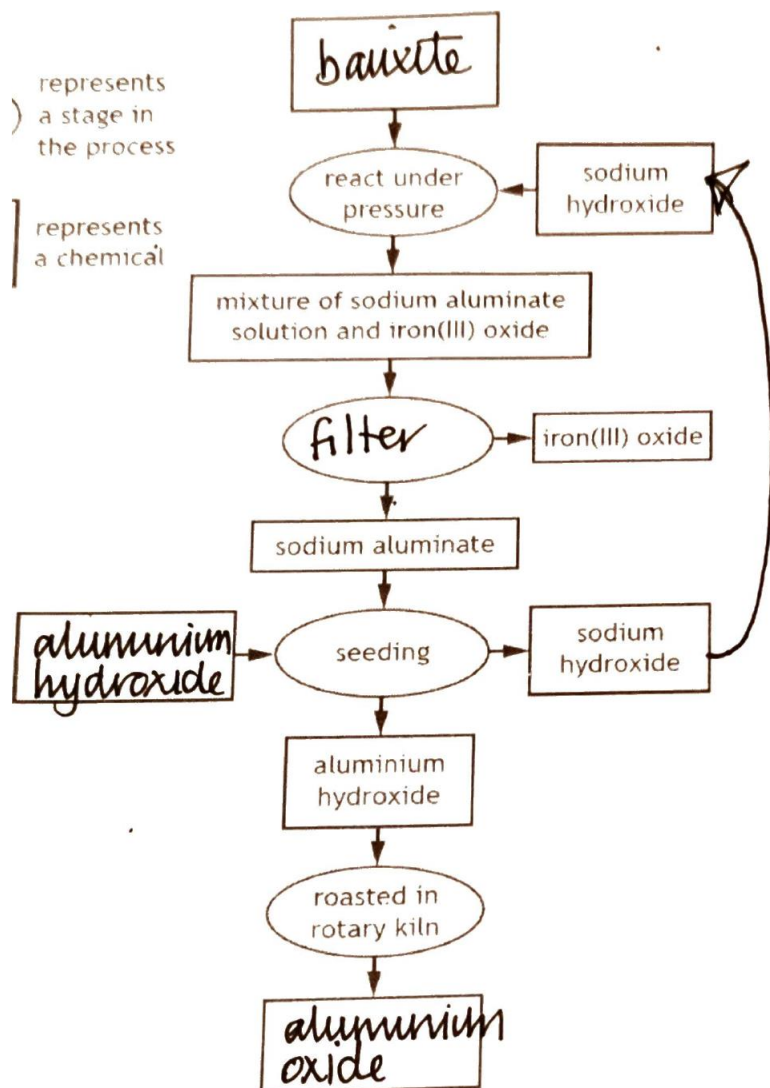 bauxite
represents
a stage in
the process
react under
pressure
sodium
hydroxide
represents
a chemical
mixture of sodium aluminate
solution and iron(III) oxide
filter
iron(III) oxide
sodium aluminate
alumunium
hydroxide
seeding
sodium
hydroxide
aluminium
hydroxide
roasted in
rotary kiln
alumunium
oxide